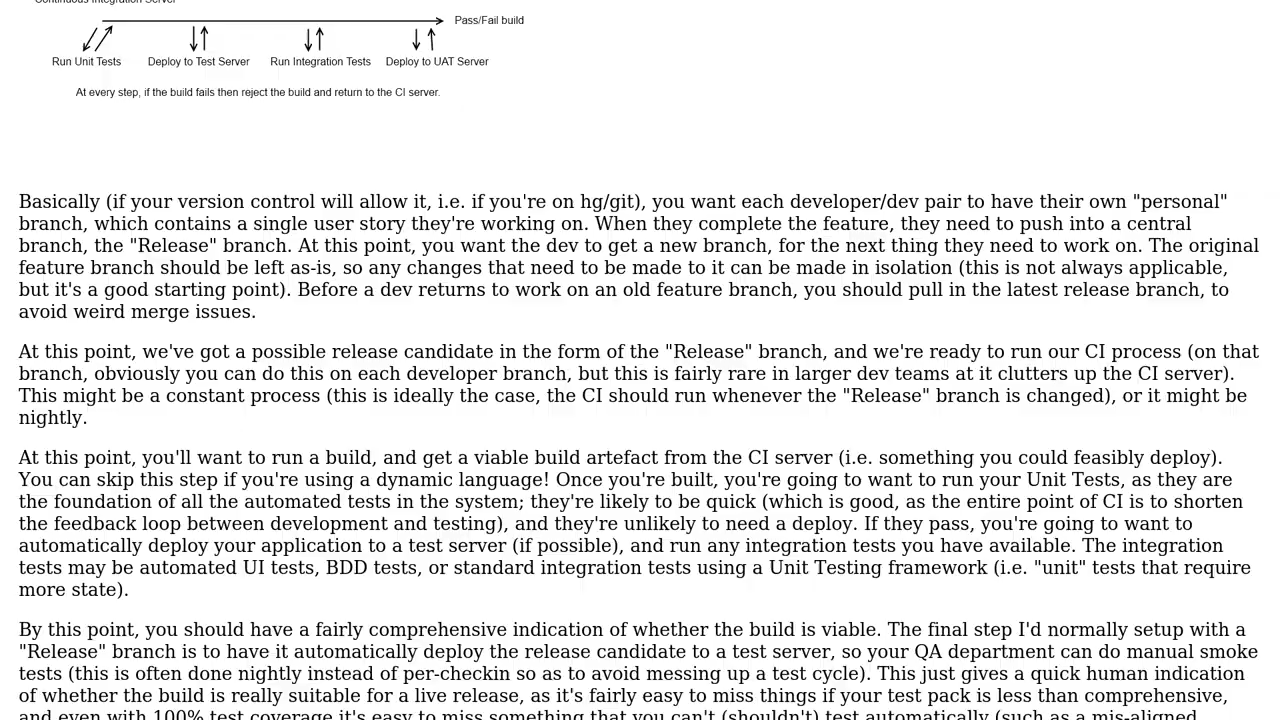 Continuous Integration Server
Pass/Fail build
Run Unit Tests Deploy to Test Server Run Integration Tests Deploy to UAT Server
At every step, if the build fails then reject the build and return to the CI server.
Basically (if your version control will allow it, i.e. if you're on hg/git), you want each developer/dev pair to have their own "personal"
branch, which contains a single user story they're working on. When they complete the feature, they need to push into a central
branch, the "Release" branch. At this point, you want the dev to get a new branch, for the next thing they need to work on. The original
feature branch should be left as-is, so any changes that need to be made to it can be made in isolation (this is not always applicable,
but it's a good starting point). Before a dev returns to work on an old feature branch, you should pull in the latest release branch, to
avoid weird merge issues.
At this point, we've got a possible release candidate in the form of the "Release" branch, and we're ready to run our CI process (on that
branch, obviously you can do this on each developer branch, but this is fairly rare in larger dev teams at it clutters up the CI server).
This might be a constant process (this is ideally the case, the CI should run whenever the "Release" branch is changed), or it might be
nightly.
At this point, you'll want to run a build, and get a viable build artefact from the CI server (i.e. something you could feasibly deploy).
You can skip this step if you're using a dynamic language! Once you're built, you're going to want to run your Unit Tests, as they are
the foundation of all the automated tests in the system; they're likely to be quick (which is good, as the entire point of CI is to shorten
the feedback loop between development and testing), and they're unlikely to need a deploy. If they pass, you're going to want to
automatically deploy your application to a test server (if possible), and run any integration tests you have available. The integration
tests may be automated UI tests, BDD tests, or standard integration tests using a Unit Testing framework (i.e. "unit" tests that require
more state).
By this point, you should have a fairly comprehensive indication of whether the build is viable. The final step I'd normally setup with a
"Release" branch is to have it automatically deploy the release candidate to a test server, so your QA department can do manual smoke
tests (this is often done nightly instead of per-checkin so as to avoid messing up a test cycle). This just gives a quick human indication
of whether the build is really suitable for a live release, as it's fairly easy to miss things if your test pack is less than comprehensive,
and even with 100% test coverage it's easy to miss something that you can't (shouldn't) test automatically (such as a mis-aligned